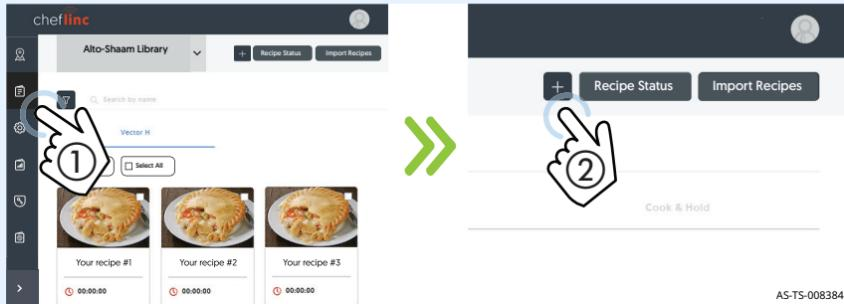 cheflinc
Alto-Shaam Library
+ Recipe Status Import Recipes
Search by name
Vector H
Select All
Your recipe #1 Your recipe #2 Your recipe #3
00:00:00 00:00:00 00:00:00
1
+ Recipe Status Import Recipes
2
Cook & Hold
AS-TS-008384